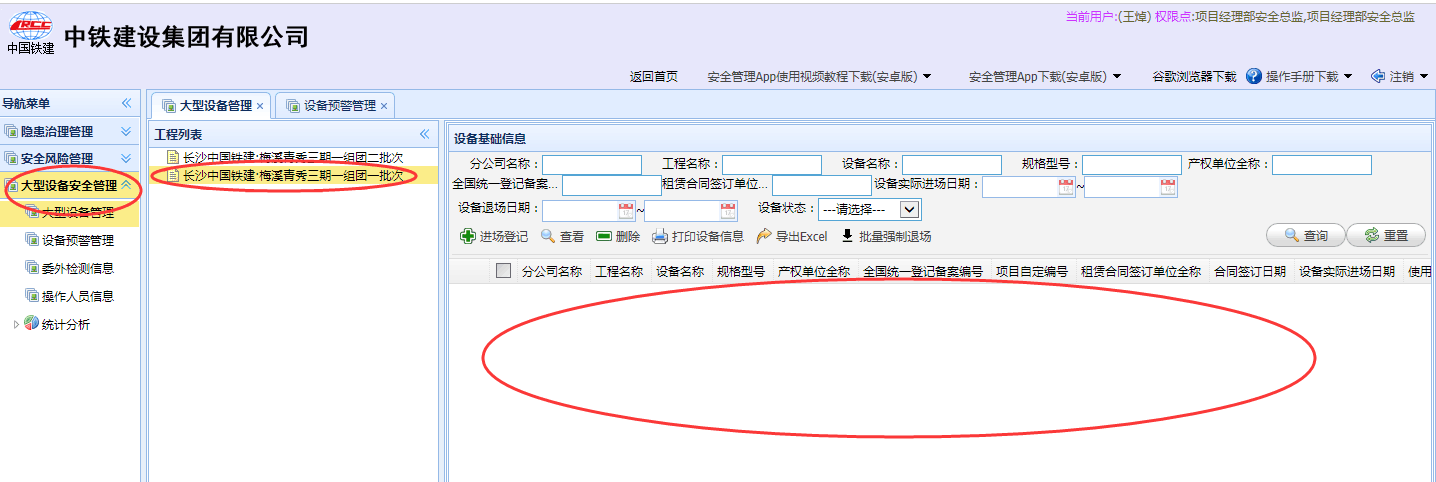 当前用户:(王焯) 权限点:项目经理部安全总监,项目经理部安全总监
CRCC
中国铁建
中铁建设集团有限公司
返回首页 安全管理App使用视频教程下载(安卓版) 安全管理App下载(安卓版) 谷歌浏览器下载 操作手册下载 注销
导航菜单
隐患治理管理
安全风险管理
大型设备安全管理
大型设备管理
设备预警管理
委外检测信息
操作人员信息
统计分析
大型设备管理 × 设备预警管理 ×
工程列表
长沙中国铁建·梅溪青秀三期一组团二批次
长沙中国铁建·梅溪青秀三期一组团一批次
设备基础信息
分公司名称： 工程名称： 设备名称： 规格型号： 产权单位全称：
全国统一登记备案... 租赁合同签订单位... 设备实际进场日期： ~
设备退场日期： ~ 设备状态： ---请选择---
进场登记 查看 删除 打印设备信息 导出Excel 批量强制退场 查询 重置
分公司名称 工程名称 设备名称 规格型号 产权单位全称 全国统一登记备案编号 项目自定编号 租赁合同签订单位全称 合同签订日期 设备实际进场日期 使用